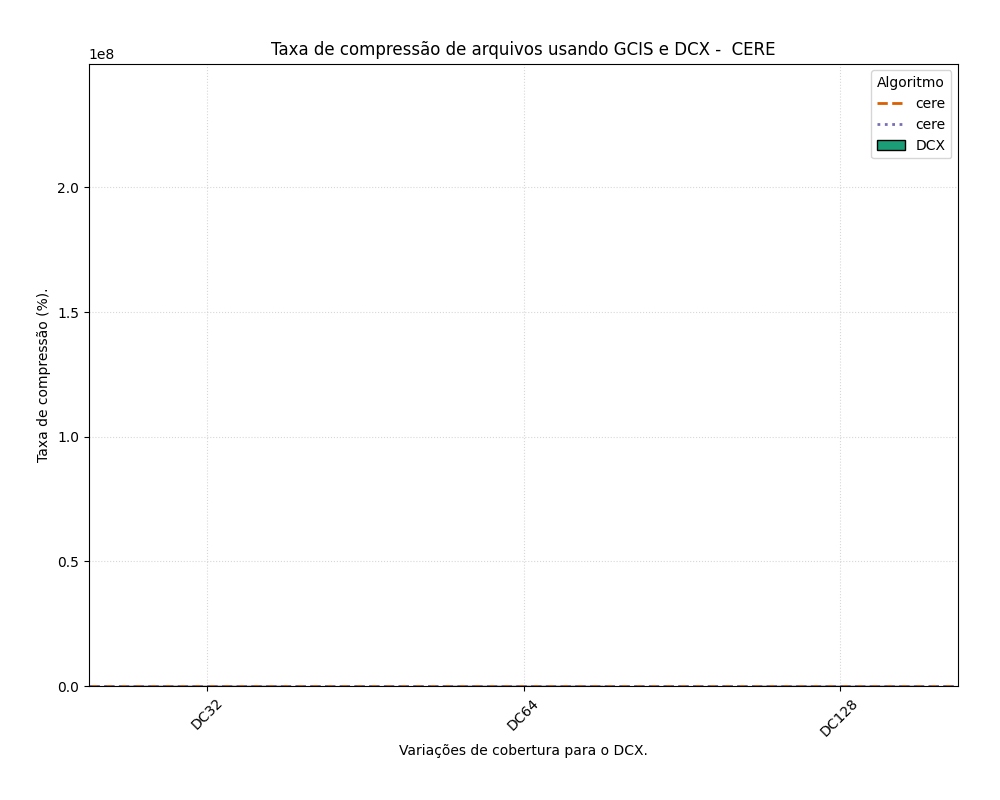 Taxa de compressão de arquivos usando GCIS e DCX -  CERE
1e8
Algoritmo
cere
cere
DCX
2.0
1.5
1.0
0.5
0.0
Taxa de compressão (%).
DC32
DC64
DC128
Variações de cobertura para o DCX.